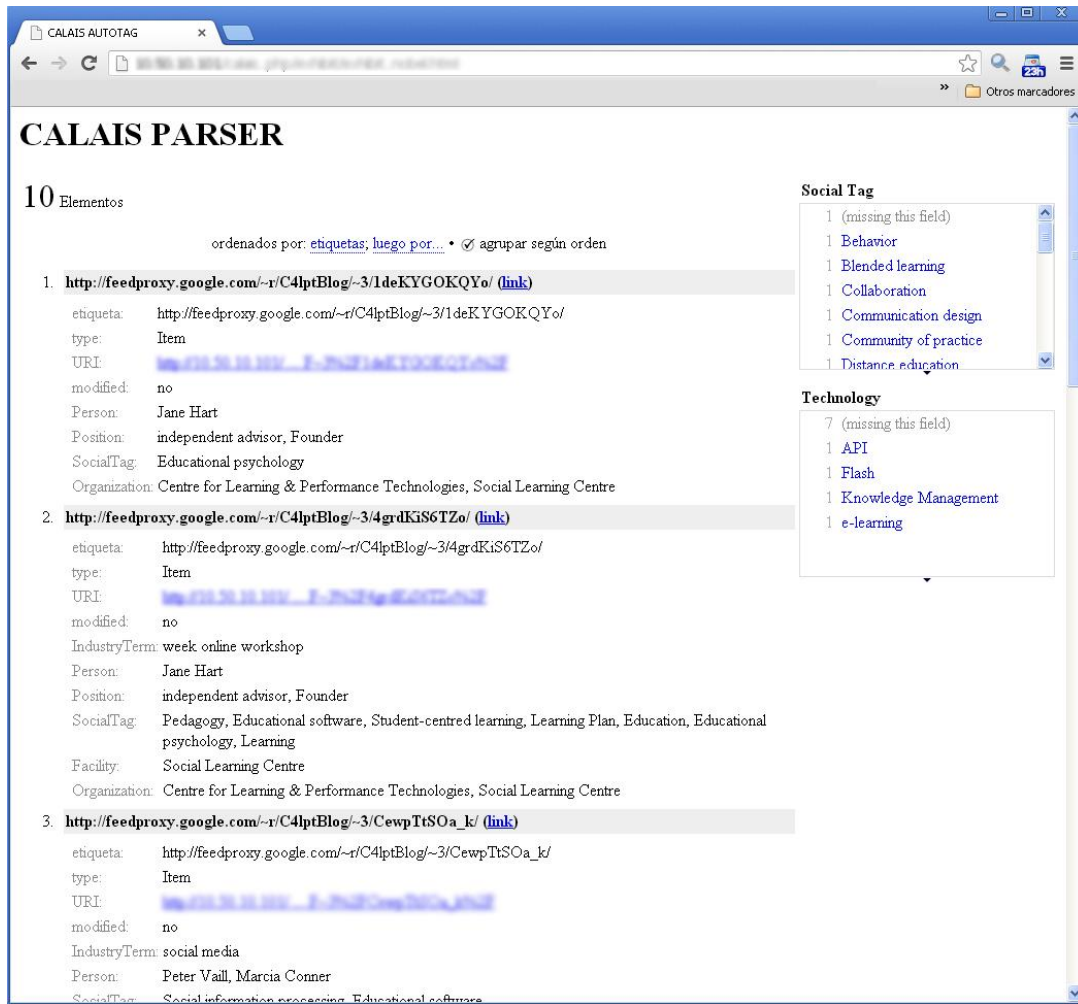 CALAIS AUTOTAG
23h
» Otros marcadores
CALAIS PARSER
10 Elementos
ordenados por: etiquetas; luego por... • agrupar según orden
1. http://feedproxy.google.com/~r/C4lptBlog/~3/1deKYGOKQYo/ (link)
etiqueta: http://feedproxy.google.com/~r/C4lptBlog/~3/1deKYGOKQYo/
type: Item
URI:
modified: no
Person: Jane Hart
Position: independent advisor, Founder
SocialTag: Educational psychology
Organization: Centre for Learning & Performance Technologies, Social Learning Centre
2. http://feedproxy.google.com/~r/C4lptBlog/~3/4grdKiS6TZo/ (link)
etiqueta: http://feedproxy.google.com/~r/C4lptBlog/~3/4grdKiS6TZo/
type: Item
URI:
modified: no
IndustryTerm: week online workshop
Person: Jane Hart
Position: independent advisor, Founder
SocialTag: Pedagogy, Educational software, Student-centred learning, Learning Plan, Education, Educational
psychology, Learning
Facility: Social Learning Centre
Organization: Centre for Learning & Performance Technologies, Social Learning Centre
3. http://feedproxy.google.com/~r/C4lptBlog/~3/CewpTtSOa_k/ (link)
etiqueta: http://feedproxy.google.com/~r/C4lptBlog/~3/CewpTtSOa_k/
type: Item
URI:
modified: no
IndustryTerm: social media
Person: Peter Vaill, Marcia Conner
SocialTag: Social information processing, Educational software
Social Tag
1 (missing this field)
1 Behavior
1 Blended learning
1 Collaboration
1 Communication design
1 Community of practice
1 Distance education
Technology
7 (missing this field)
1 API
1 Flash
1 Knowledge Management
1 e-learning